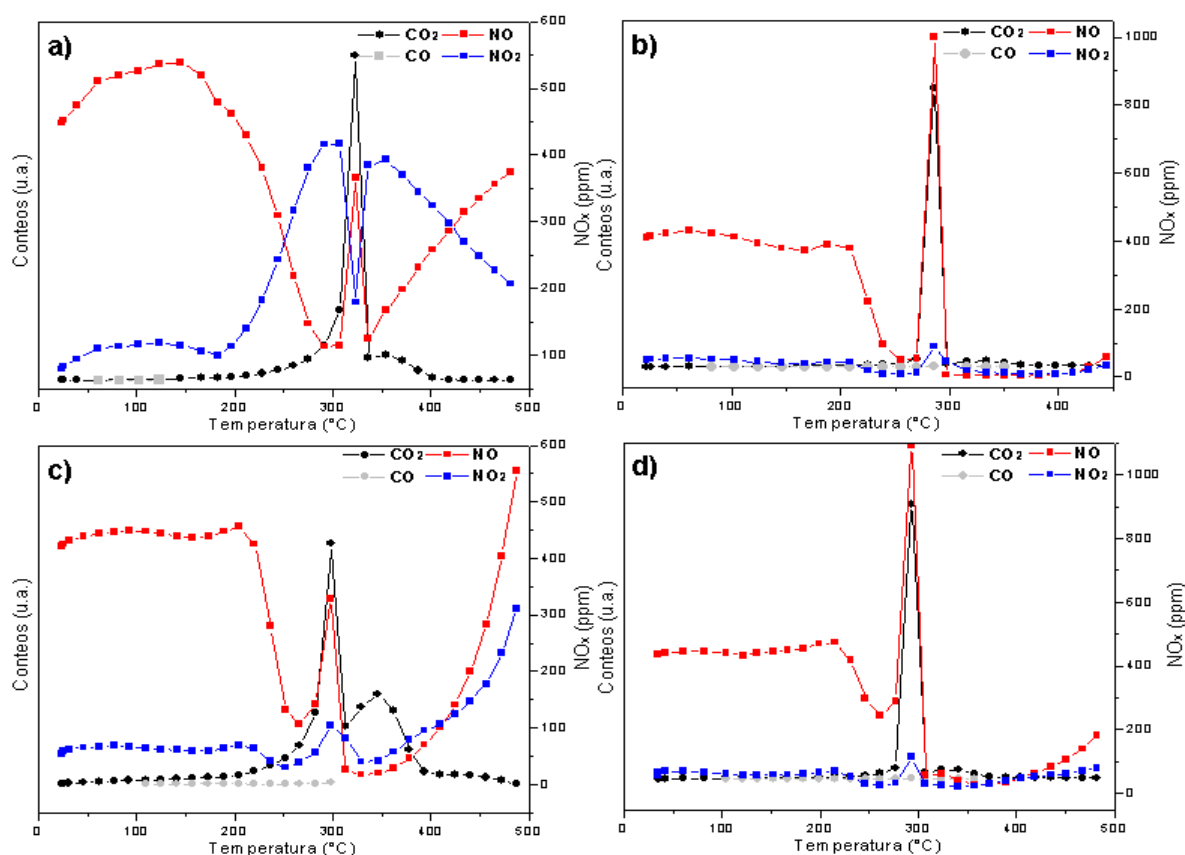 a)
CO2 NO
CO NO2
Conteos (u.a.)
600
500
400
300
200
100
NOx (ppm)
0 100 200 300 400 500
Temperatura (°C)
b)
CO2 NO
CO NO2
Conteos (u.a.)
1000
800
600
400
200
0
NOx (ppm)
0 100 200 300 400
Temperatura (°C)
c)
CO2 NO
CO NO2
Conteos (u.a.)
600
500
400
300
200
100
0
NOx (ppm)
0 100 200 300 400 500
Temperatura (°C)
d)
CO2 NO
CO NO2
Conteos (u.a.)
1000
800
600
400
200
0
NOx (ppm)
0 100 200 300 400 500
Temperatura (°C)